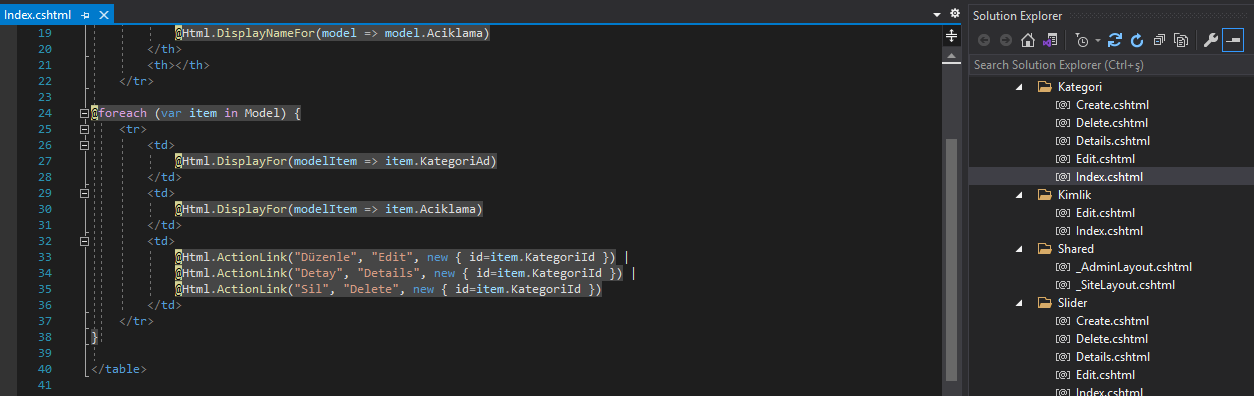 Index.cshtml
19 @Html.DisplayNameFor(model => model.Aciklama)
20 </th>
21 <th></th>
22 </tr>
23
24 @foreach (var item in Model) {
25 <tr>
26 <td>
27 @Html.DisplayFor(modelItem => item.KategoriAd)
28 </td>
29 <td>
30 @Html.DisplayFor(modelItem => item.Aciklama)
31 </td>
32 <td>
33 @Html.ActionLink("Düzenle", "Edit", new { id=item.KategoriId }) |
34 @Html.ActionLink("Detay", "Details", new { id=item.KategoriId }) |
35 @Html.ActionLink("Sil", "Delete", new { id=item.KategoriId })
36 </td>
37 </tr>
38 }
39
40 </table>
41
Solution Explorer
Search Solution Explorer (Ctrl+ş)
Kategori
Create.cshtml
Delete.cshtml
Details.cshtml
Edit.cshtml
Index.cshtml
Kimlik
Edit.cshtml
Index.cshtml
Shared
_AdminLayout.cshtml
_SiteLayout.cshtml
Slider
Create.cshtml
Delete.cshtml
Details.cshtml
Edit.cshtml
Index.cshtml